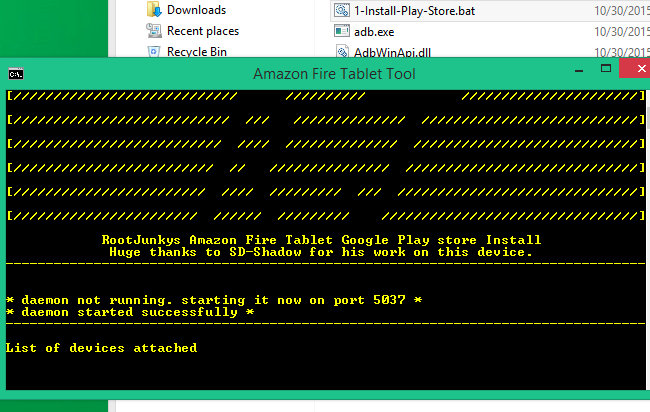 Downloads
Recent places
Recycle Bin
1-Install-Play-Store.bat 10/30/2015
adb.exe 10/30/2015
AdbWinApi.dll 10/30/2015
C:\.
Amazon Fire Tablet Tool
[//////////////////////////// ////////// //////////////////////]
[/////////////////////////// /// ////////////// ///////////////////////////]
[////////////////////////// //// ////////////// ////////////////////////////]
[///////////////////////// // /////////////// /////////////////////////////]
[//////////////////////// //// ///////// /// //////////////////////////////]
[/////////////////////// ////// ///////// ////////////////////////////////]
RootJunkys Amazon Fire Tablet Google Play store Install
Huge thanks to SD-Shadow for his work on this device.
--------------------------------------------------------------------------------
* daemon not running. starting it now on port 5037 *
* daemon started successfully *
--------------------------------------------------------------------------------
List of devices attached